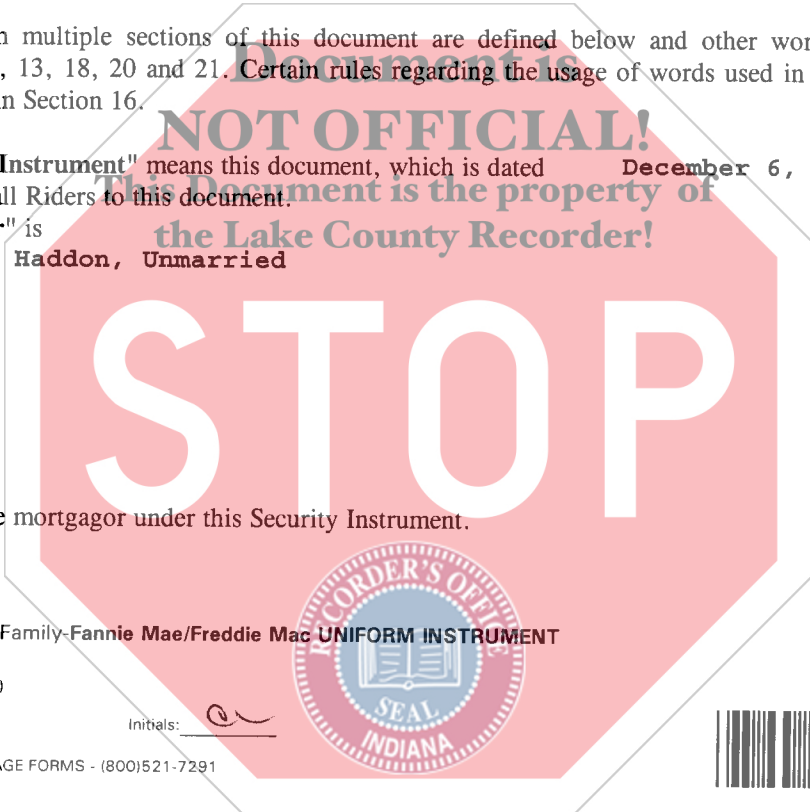 multiple sections of this document are defined below and other
, 13, 18, 20 and 21. Certain rules regarding the usage of words used in
in Section 16.
Document is
NOT OFFICIAL!
This Document is the property of
the Lake County Recorder!
Instrument" means this document, which is dated December 6,
Riders to this document.
" is
Haddon, Unmarried
STOP
mortgagor under this Security Instrument.
Family-Fannie Mae/Freddie Mac UNIFORM INSTRUMENT
RECORDER'S OFFICE
SEAL
INDIANA
Initials:
FORMS - (800)521-7291